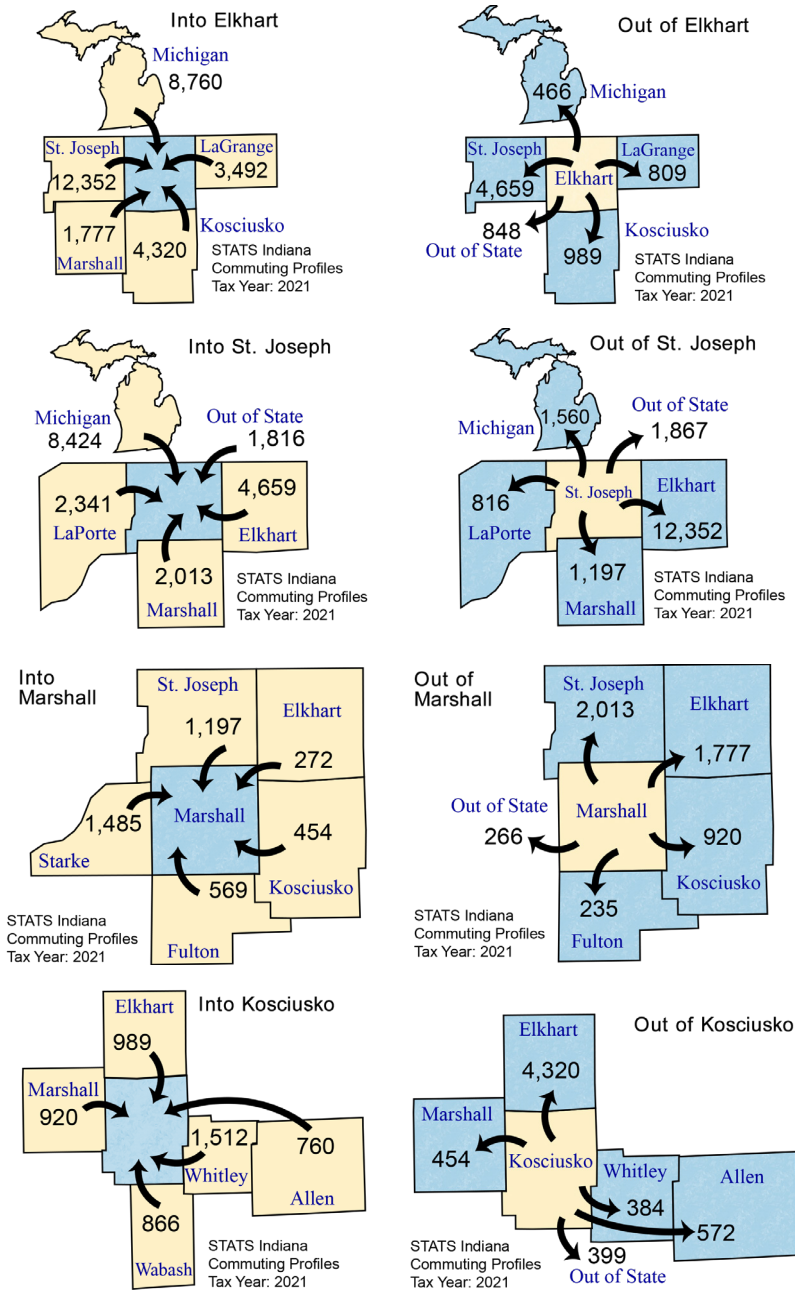 Into Elkhart
Michigan
8,760
St. Joseph
12,352
LaGrange
3,492
1,777
Marshall
4,320
Kosciusko
STATS Indiana
Commuting Profiles
Tax Year: 2021
Out of Elkhart
466
Michigan
St. Joseph
4,659
Elkhart
LaGrange
809
848
Out of State
989
Kosciusko
STATS Indiana
Commuting Profiles
Tax Year: 2021
Into St. Joseph
Michigan
8,424
Out of State
1,816
2,341
LaPorte
4,659
Elkhart
2,013
Marshall
STATS Indiana
Commuting Profiles
Tax Year: 2021
Out of St. Joseph
1,560
Michigan
Out of State
1,867
816
LaPorte
St. Joseph
Elkhart
12,352
1,197
Marshall
STATS Indiana
Commuting Profiles
Tax Year: 2021
Into
Marshall
St. Joseph
1,197
Elkhart
272
Marshall
1,485
Starke
454
Kosciusko
569
Fulton
STATS Indiana
Commuting Profiles
Tax Year: 2021
Out of
Marshall
St. Joseph
2,013
Elkhart
1,777
Marshall
Out of State
266
920
Kosciusko
235
Fulton
STATS Indiana
Commuting Profiles
Tax Year: 2021
Into Kosciusko
Elkhart
989
Marshall
920
1,512
Whitley
760
Allen
866
Wabash
STATS Indiana
Commuting Profiles
Tax Year: 2021
Out of Kosciusko
Elkhart
4,320
Marshall
454
Kosciusko
Whitley
384
Allen
572
399
Out of State
STATS Indiana
Commuting Profiles
Tax Year: 2021